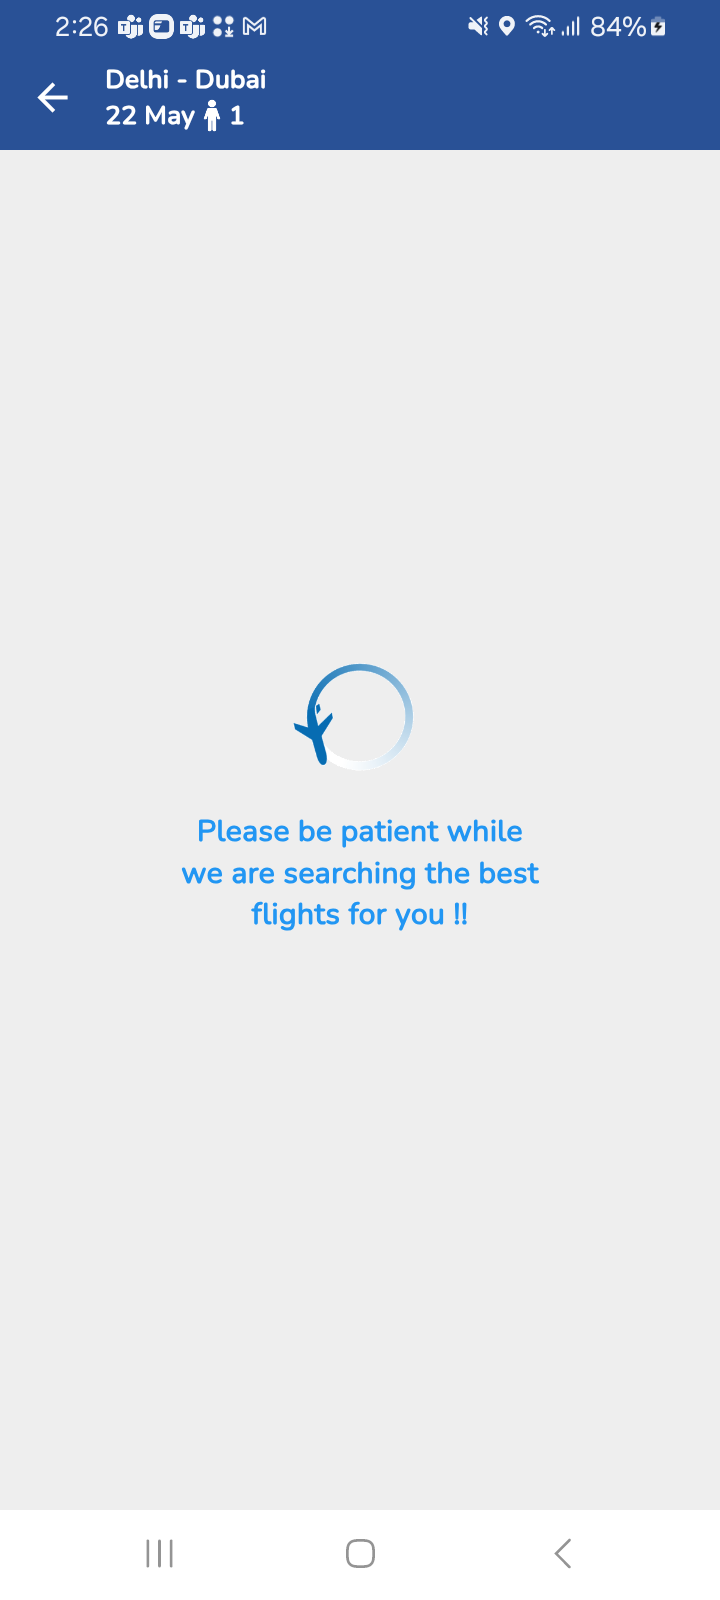 2:26 84%
Delhi - Dubai
22 May 1
Please be patient while
we are searching the best
flights for you !!